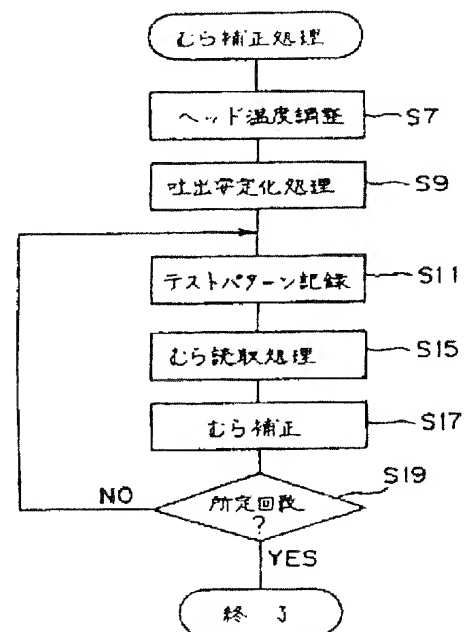 むら補正処理
ヘッド温度調整
S7
吐出安定化処理
S9
テストパターン記録
S11
むら読取処理
S15
むら補正
S17
所定回数
?
S19
NO
YES
終了